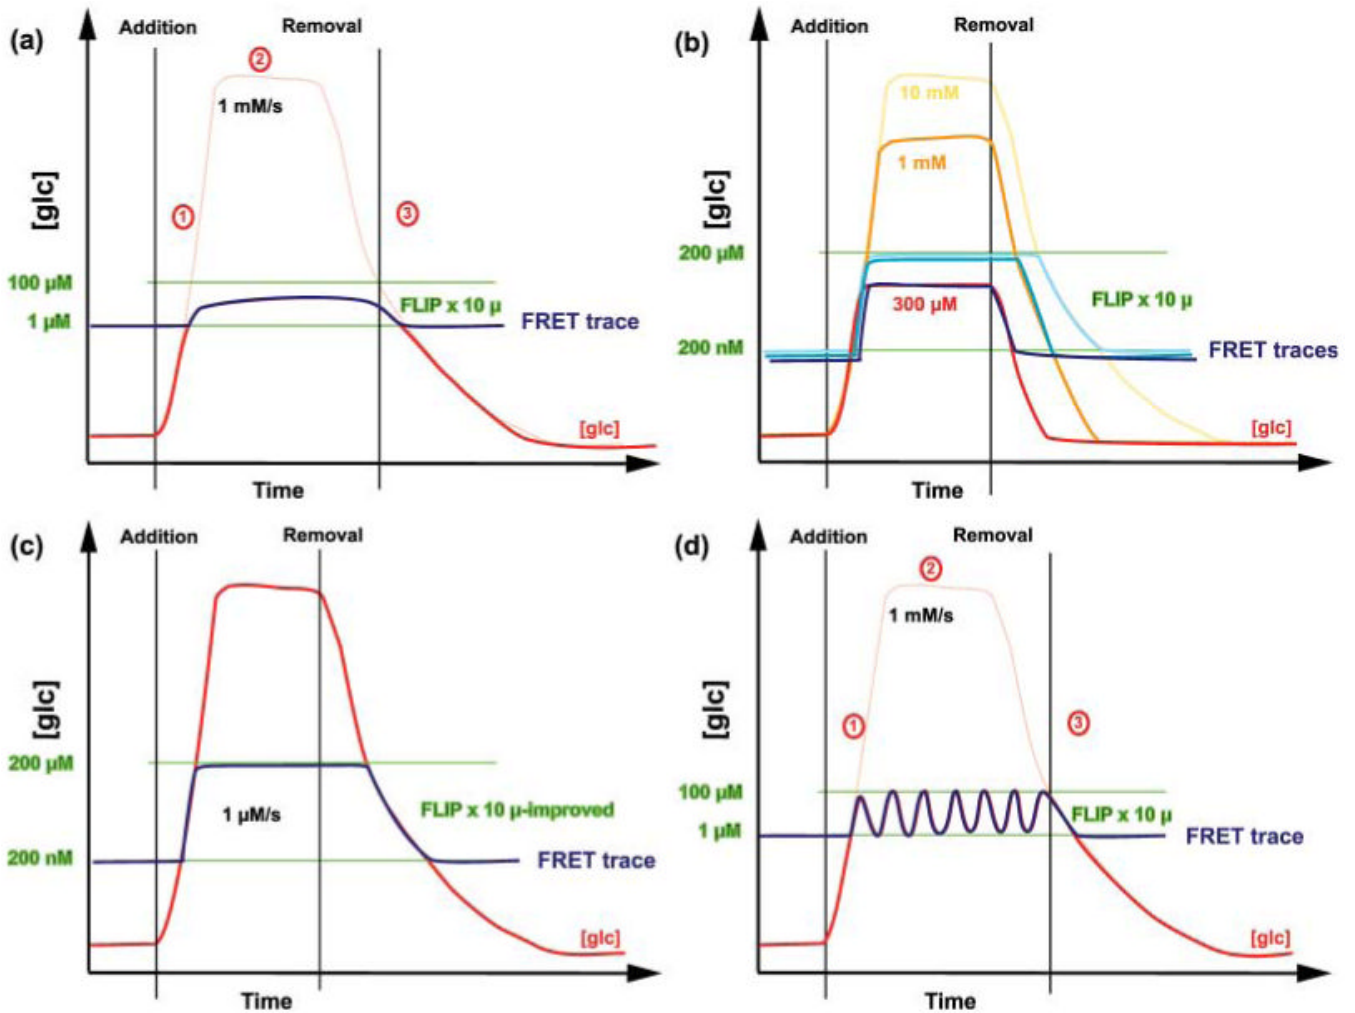 (a)
Addition
Removal
2
1 mM/s
1
3
[glc]
100 µM
1 µM
FLIP x 10 µ
FRET trace
[glc]
Time
(b)
Addition
Removal
10 mM
1 mM
[glc]
200 µM
300 µM
FLIP x 10 µ
200 nM
FRET traces
[glc]
Time
(c)
Addition
Removal
[glc]
200 µM
1 µM/s
FLIP x 10 µ-improved
200 nM
FRET trace
[glc]
Time
(d)
Addition
Removal
2
1 mM/s
1
3
[glc]
100 µM
1 µM
FLIP x 10 µ
FRET trace
[glc]
Time